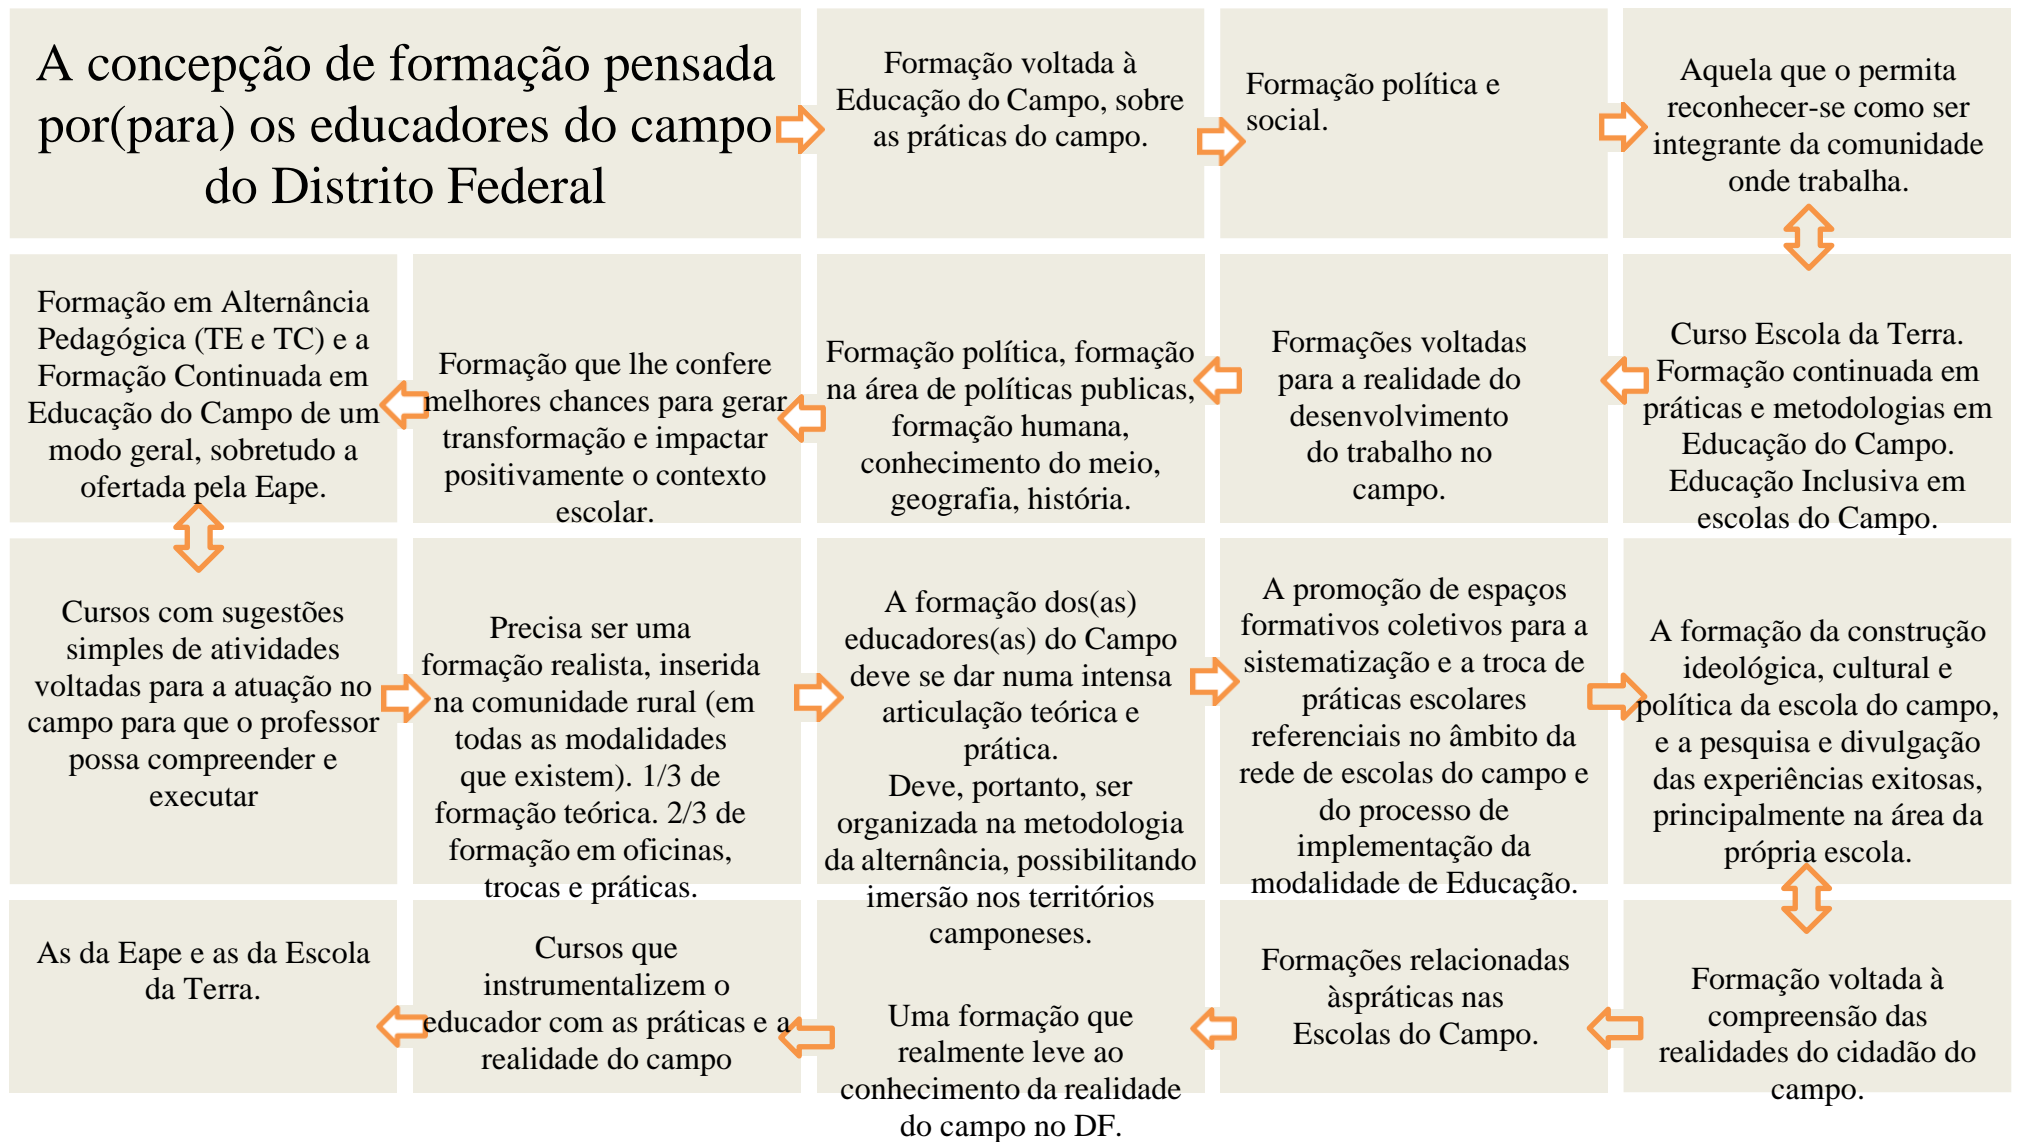 A concepção de formação pensada
por(para) os educadores do campo
do Distrito Federal
Formação voltada à
Educação do Campo, sobre
as práticas do campo.
Formação política e
social.
Aquela que o permita
reconhecer-se como ser
integrante da comunidade
onde trabalha.
Curso Escola da Terra.
Formação continuada em
práticas e metodologias em
Educação do Campo.
Educação Inclusiva em
escolas do Campo.
Formações voltadas
para a realidade do
desenvolvimento
do trabalho no
campo.
Formação política, formação
na área de políticas publicas,
formação humana,
conhecimento do meio,
geografia, história.
Formação que lhe confere
melhores chances para gerar
transformação e impactar
positivamente o contexto
escolar.
Formação em Alternância
Pedagógica (TE e TC) e a
Formação Continuada em
Educação do Campo de um
modo geral, sobretudo a
ofertada pela Eape.
Cursos com sugestões
simples de atividades
voltadas para a atuação no
campo para que o professor
possa compreender e
executar
Precisa ser uma
formação realista, inserida
na comunidade rural (em
todas as modalidades
que existem). 1/3 de
formação teórica. 2/3 de
formação em oficinas,
trocas e práticas.
A formação dos(as)
educadores(as) do Campo
deve se dar numa intensa
articulação teórica e
prática.
Deve, portanto, ser
organizada na metodologia
da alternância, possibilitando
imersão nos territórios
camponeses.
A promoção de espaços
formativos coletivos para a
sistematização e a troca de
práticas escolares
referenciais no âmbito da
rede de escolas do campo e
do processo de
implementação da
modalidade de Educação.
A formação da construção
ideológica, cultural e
política da escola do campo,
e a pesquisa e divulgação
das experiências exitosas,
principalmente na área da
própria escola.
Formação voltada à
compreensão das
realidades do cidadão do
campo.
Formações relacionadas
àspráticas nas
Escolas do Campo.
Uma formação que
realmente leve ao
conhecimento da realidade
do campo no DF.
Cursos que
instrumentalizem o
educador com as práticas e a
realidade do campo
As da Eape e as da Escola
da Terra.